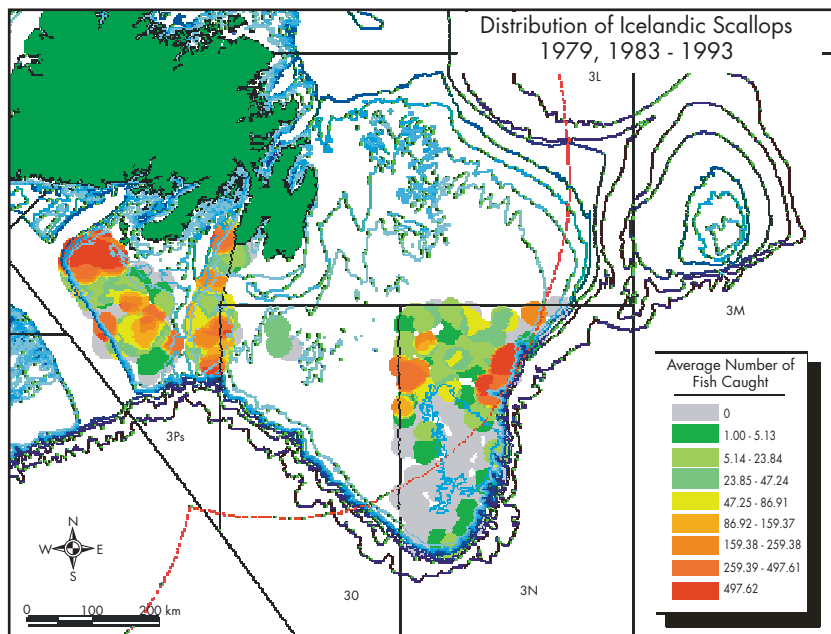 Distribution of Icelandic Scallops
1979, 1983 - 1993
3L
3M
Average Number of
Fish Caught
0
1.00 - 5.13
5.14 - 23.84
23.85 - 47.24
47.25 - 86.91
86.92 - 159.37
159.38 - 259.38
259.39 - 497.61
497.62
3Ps
N
W E
S
30
3N
0 100 200 km